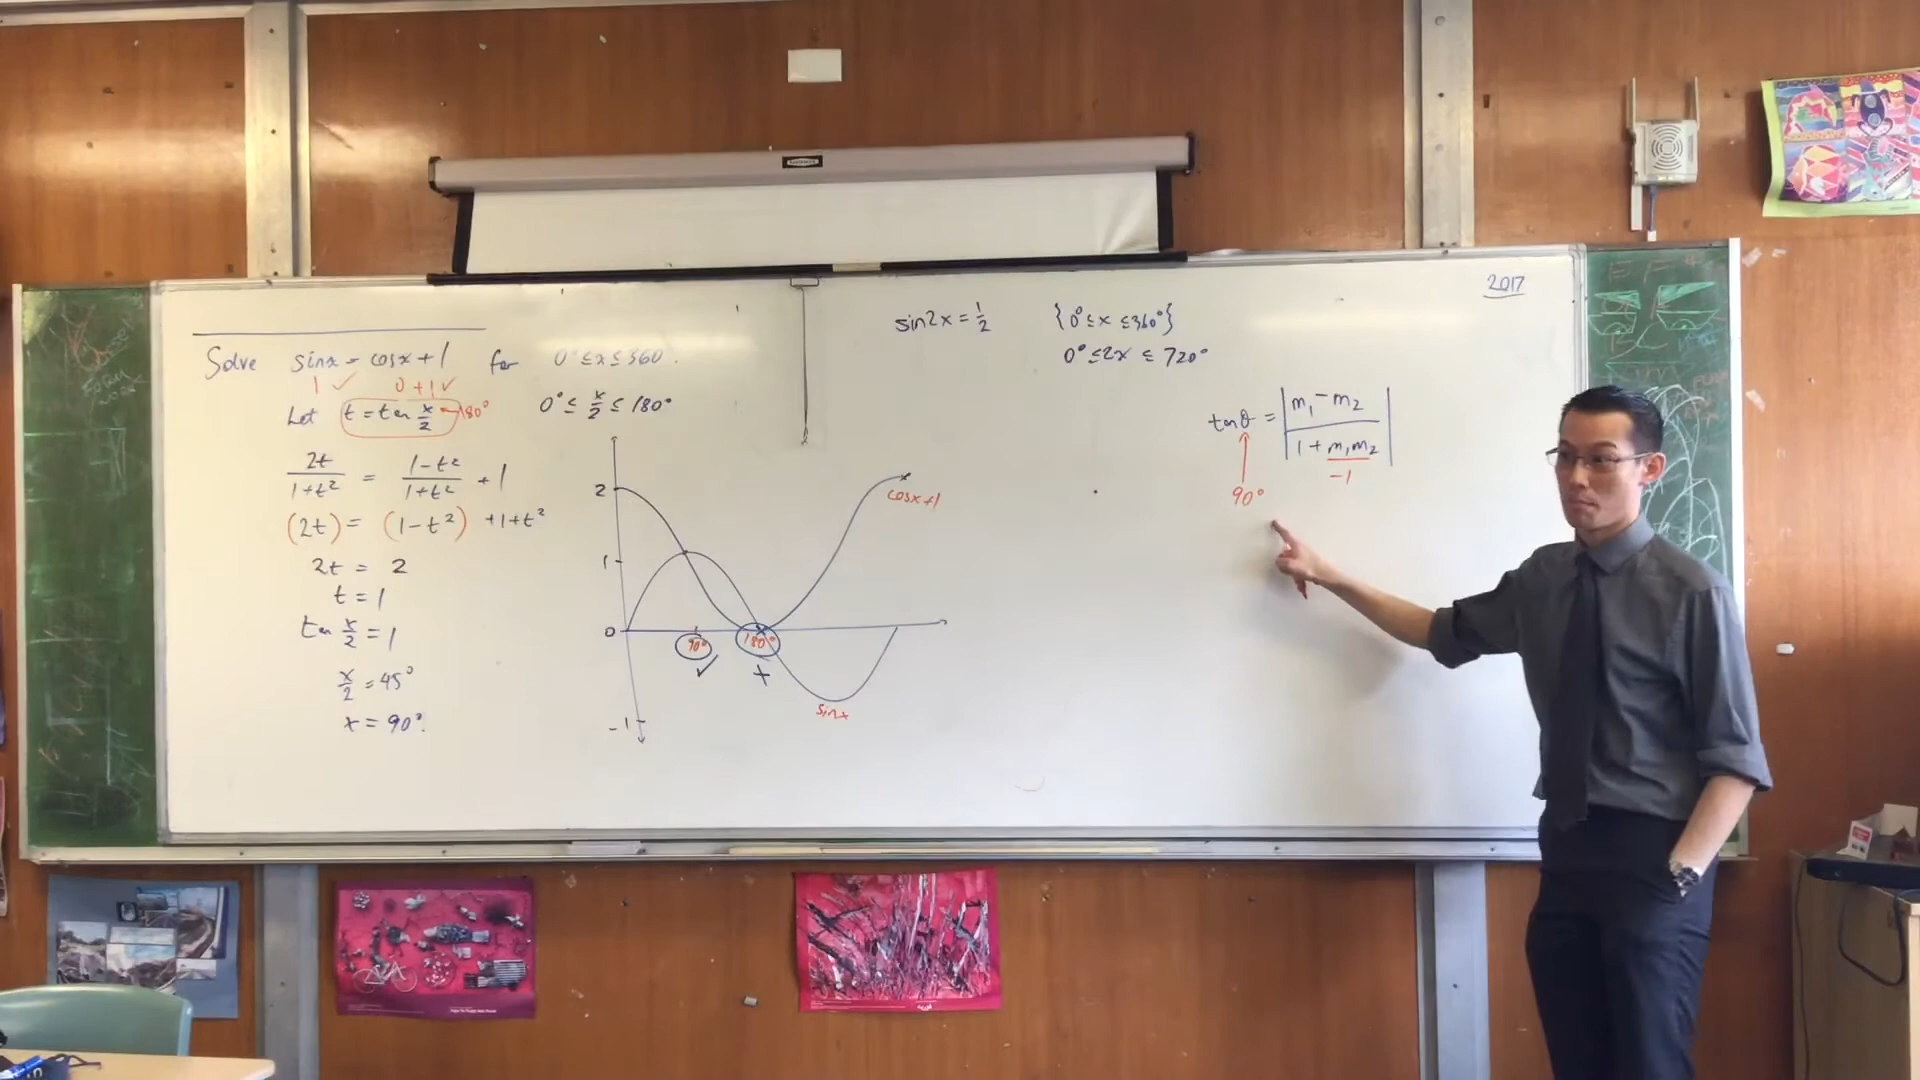 2017
sin2x = 1/2 {0° ≤ x ≤ 360°}
0° ≤ 2x ≤ 720°
Solve sinx = cosx + 1 for 0° ≤ x ≤ 360.
1 ✓ 0 + 1 ✓
Let t = tan x/2 ← 180° 0° ≤ x/2 ≤ 180°
2t/(1+t²) = (1-t²)/(1+t²) + 1
(2t) = (1-t²) + 1 + t²
2t = 2
t = 1
tan x/2 = 1
x/2 = 45°
x = 90°.
2
1
0
-1
90° ✓
180°
cosx+1
sinx
tanθ = |(m₁ - m₂)/(1 + m₁m₂)|
-1
90°